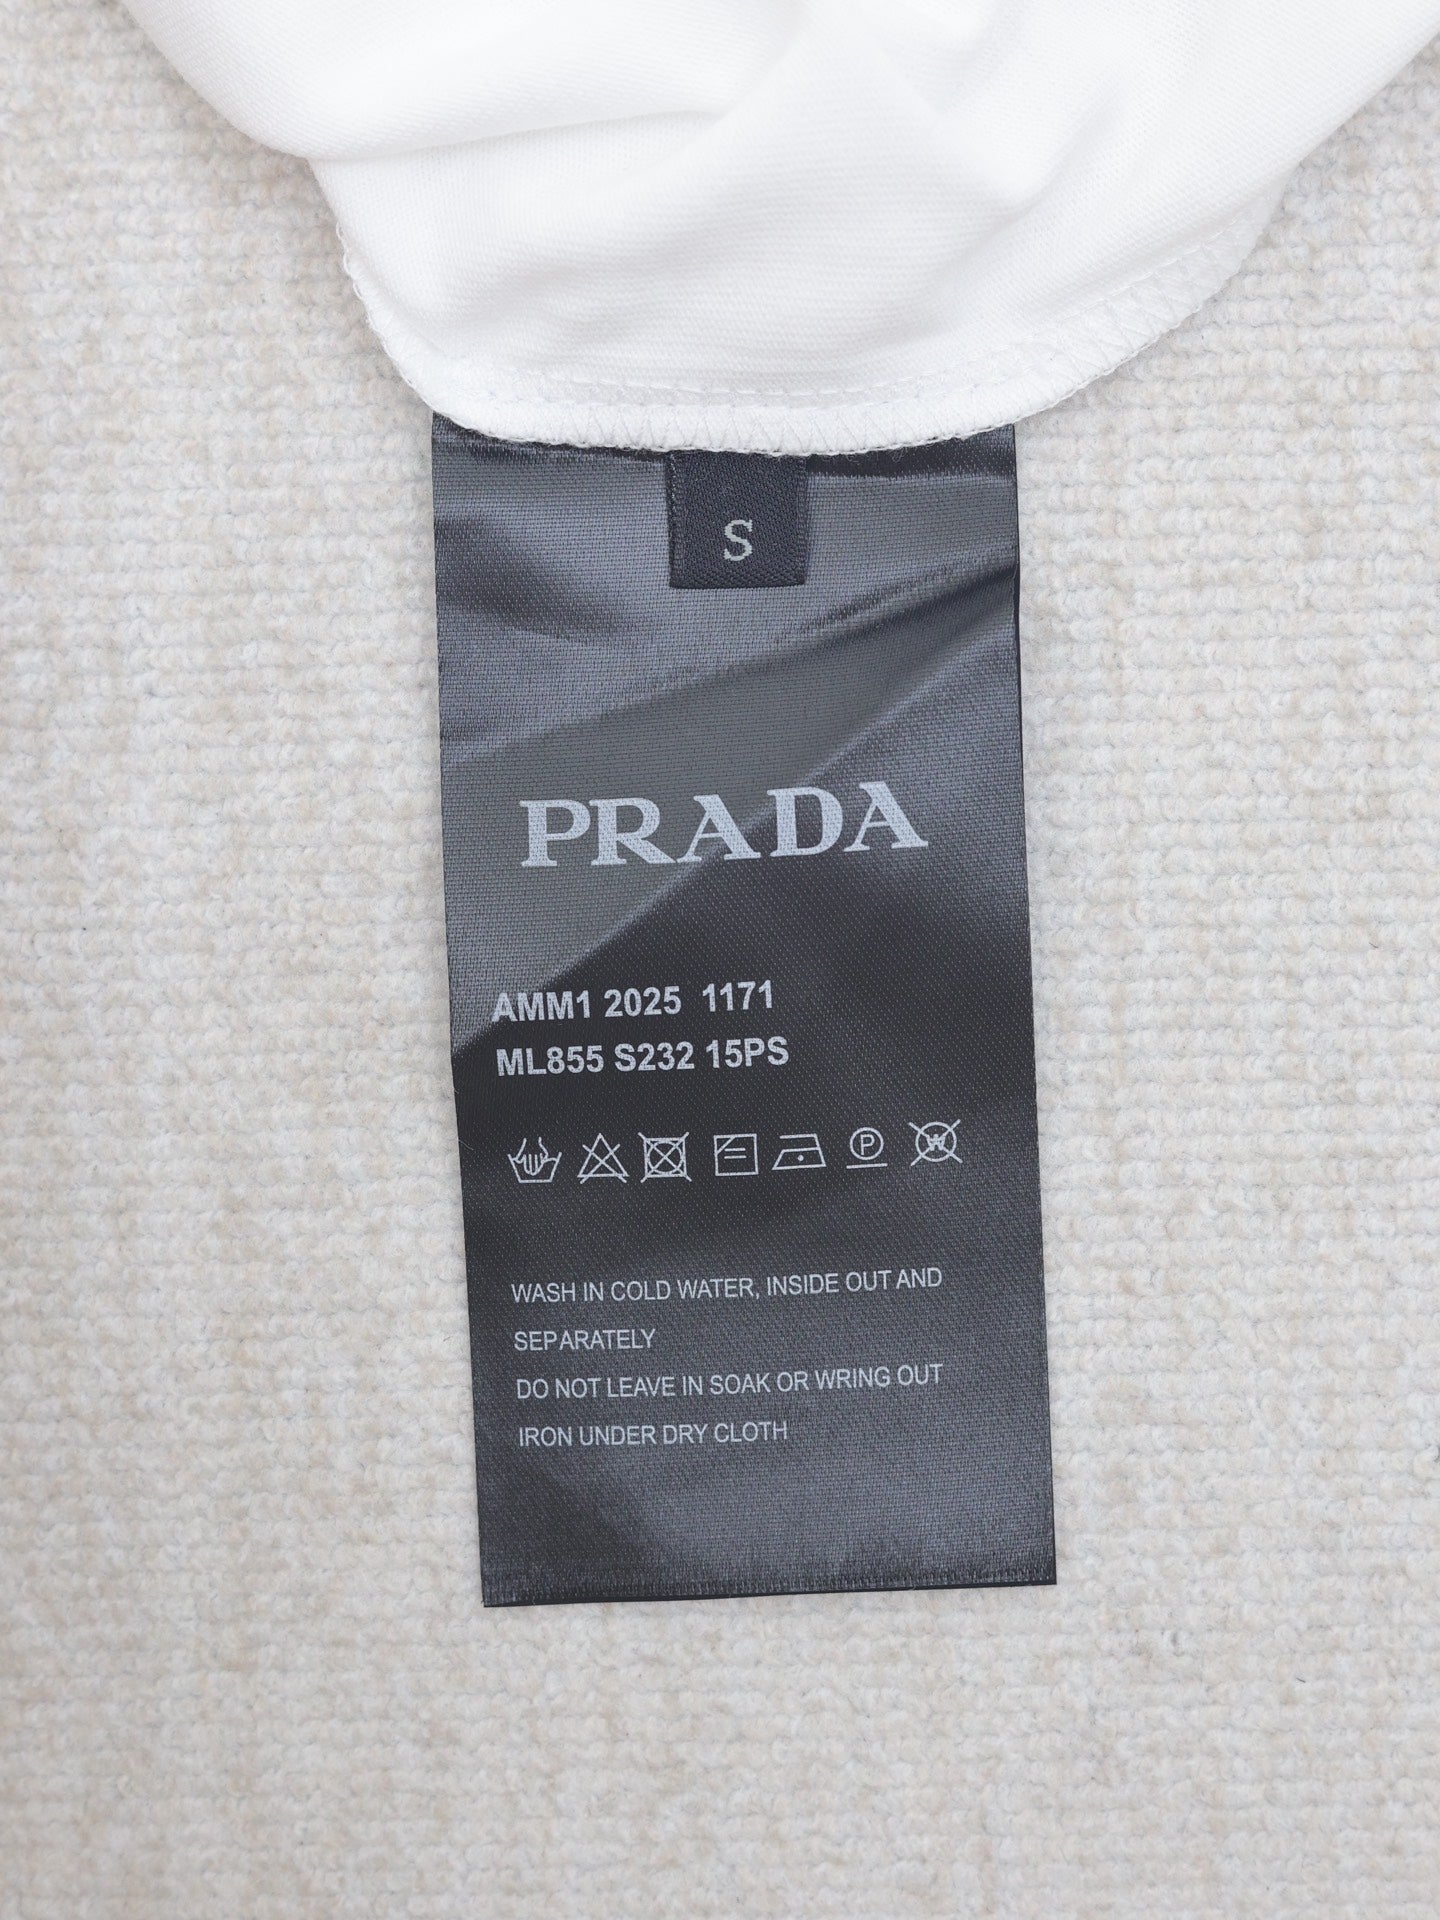 S
PRADA
AMM1 2025 1171
ML855 S232 15PS
P W
WASH IN COLD WATER, INSIDE OUT AND
SEPARATELY
DO NOT LEAVE IN SOAK OR WRING OUT
IRON UNDER DRY CLOTH